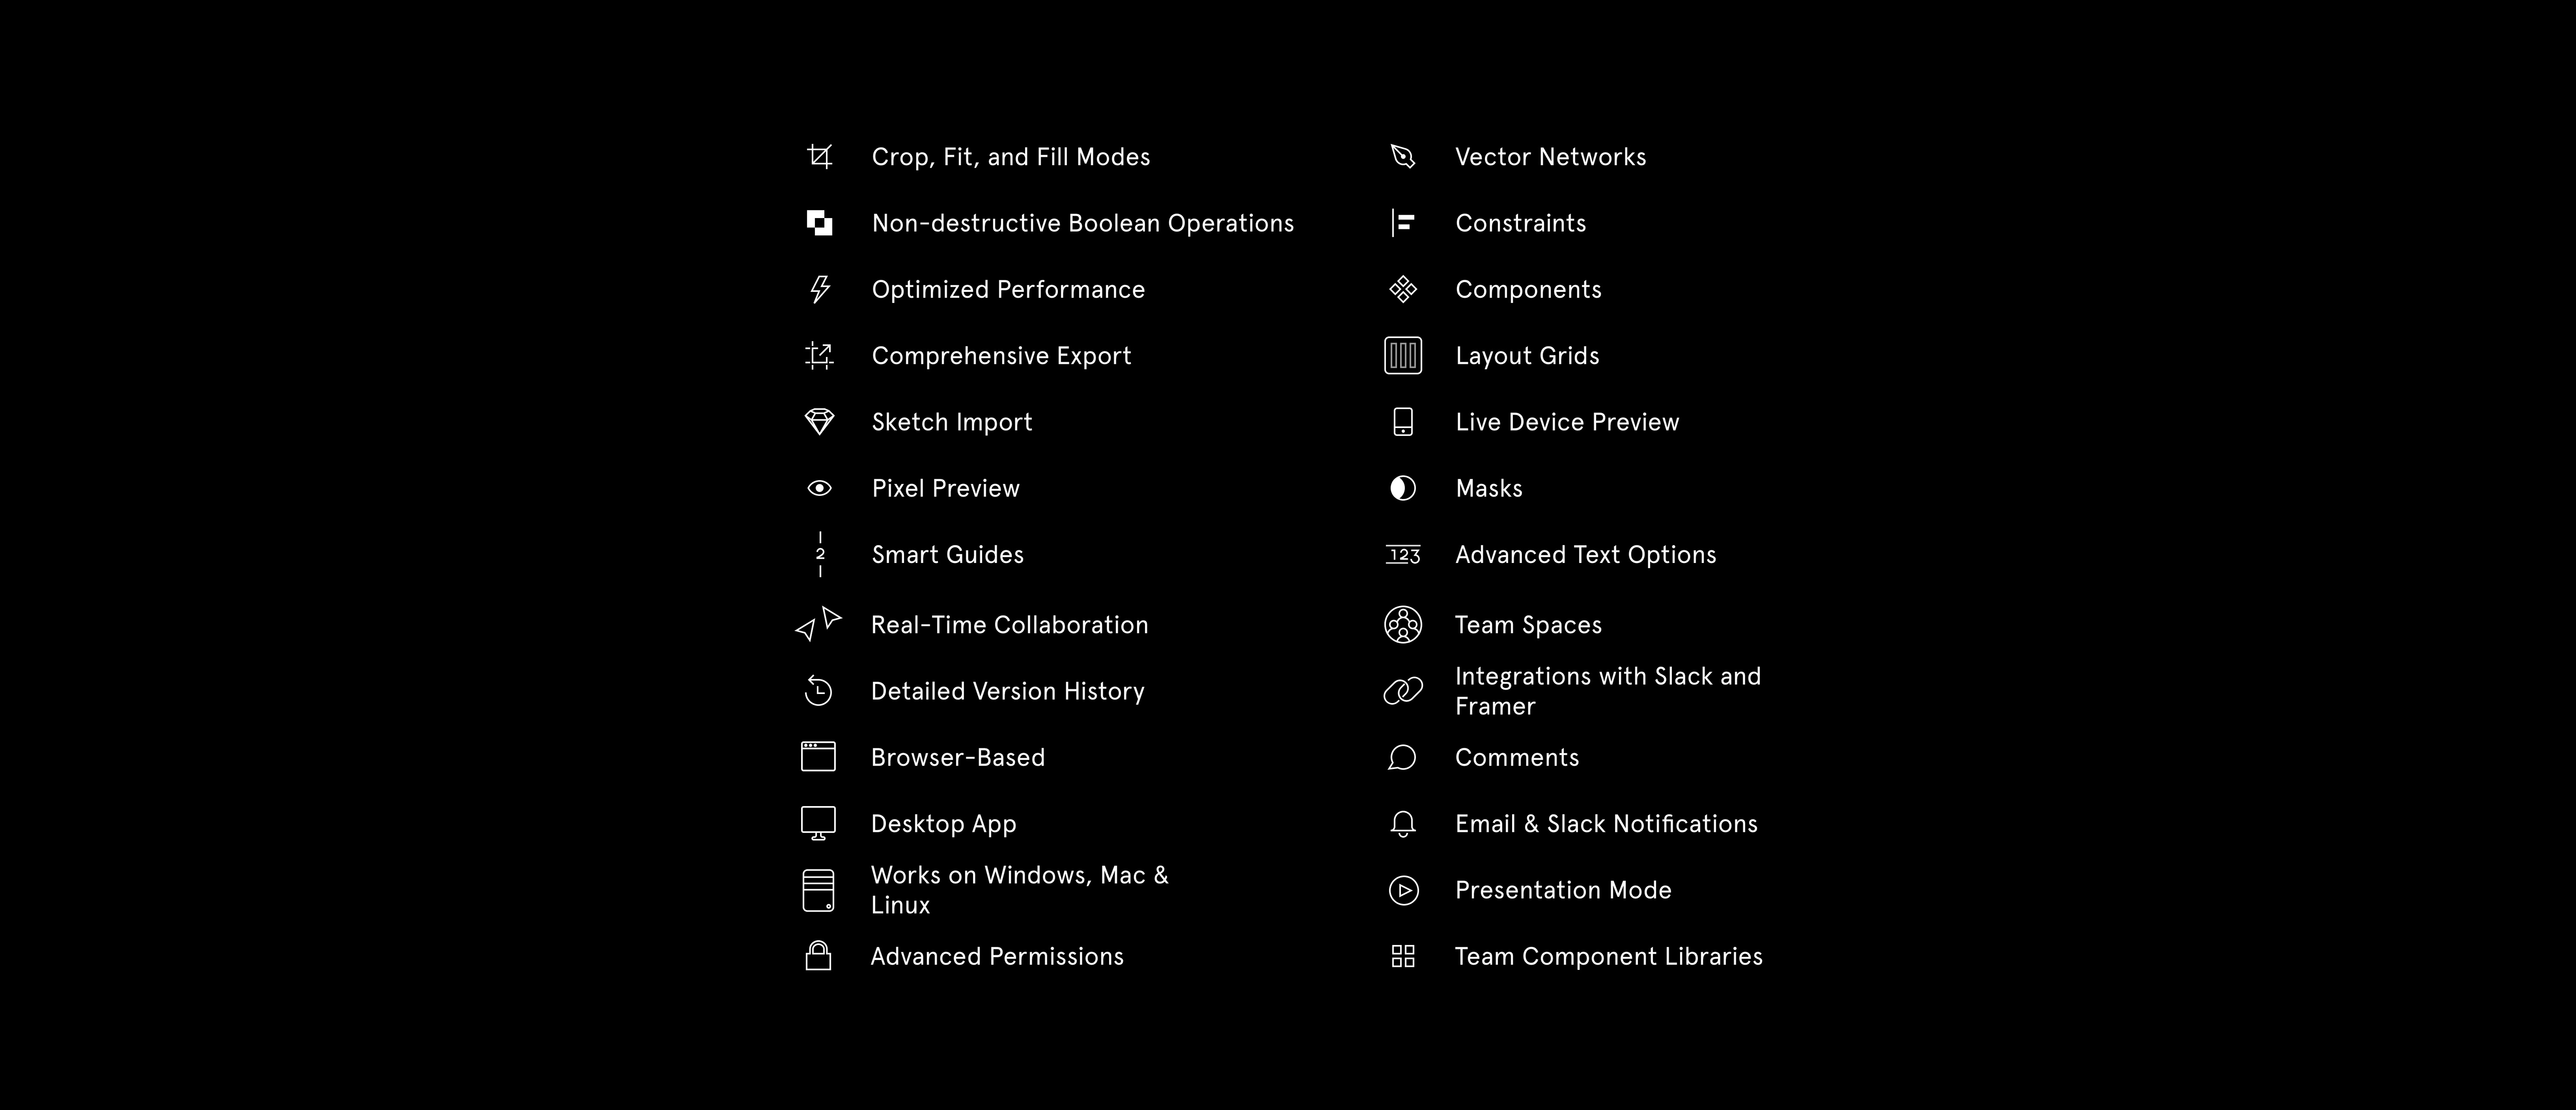 Crop, Fit, and Fill Modes
Non-destructive Boolean Operations
Optimized Performance
Comprehensive Export
Sketch Import
Pixel Preview
2
Smart Guides
Real-Time Collaboration
Detailed Version History
Browser-Based
Desktop App
Works on Windows, Mac &
Linux
Advanced Permissions
Vector Networks
Constraints
Components
Layout Grids
Live Device Preview
Masks
123
Advanced Text Options
Team Spaces
Integrations with Slack and
Framer
Comments
Email & Slack Notifications
Presentation Mode
Team Component Libraries